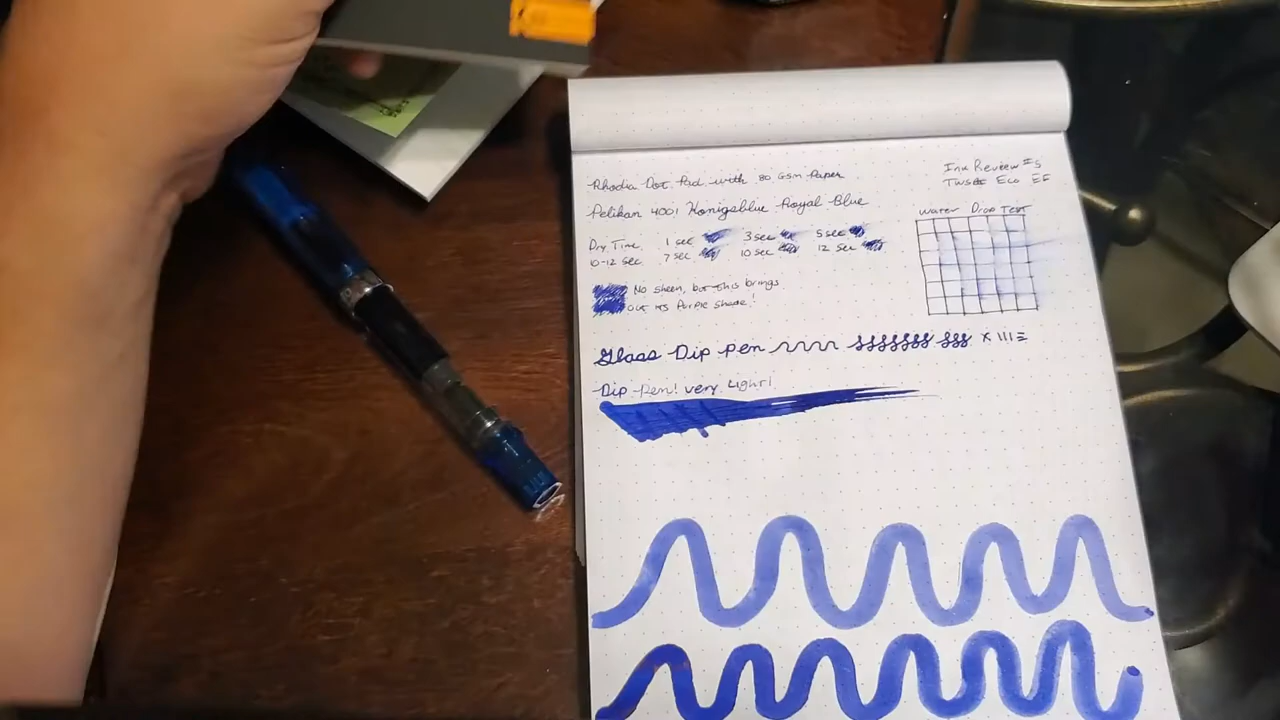 Rhodia Dot Pad with 80 Gsm Paper
Ink Review #5
TWSBI Eco EF
Pelikan 4001 Konigsblue Royal Blue
Water Drop Test
Dry Time 1 sec 3 sec 5 sec
10-12 sec 7 sec 10 sec 12 sec
No sheen, but this brings
out its Purple shade!
Glass Dip Pen
Dip Pen! very Light!